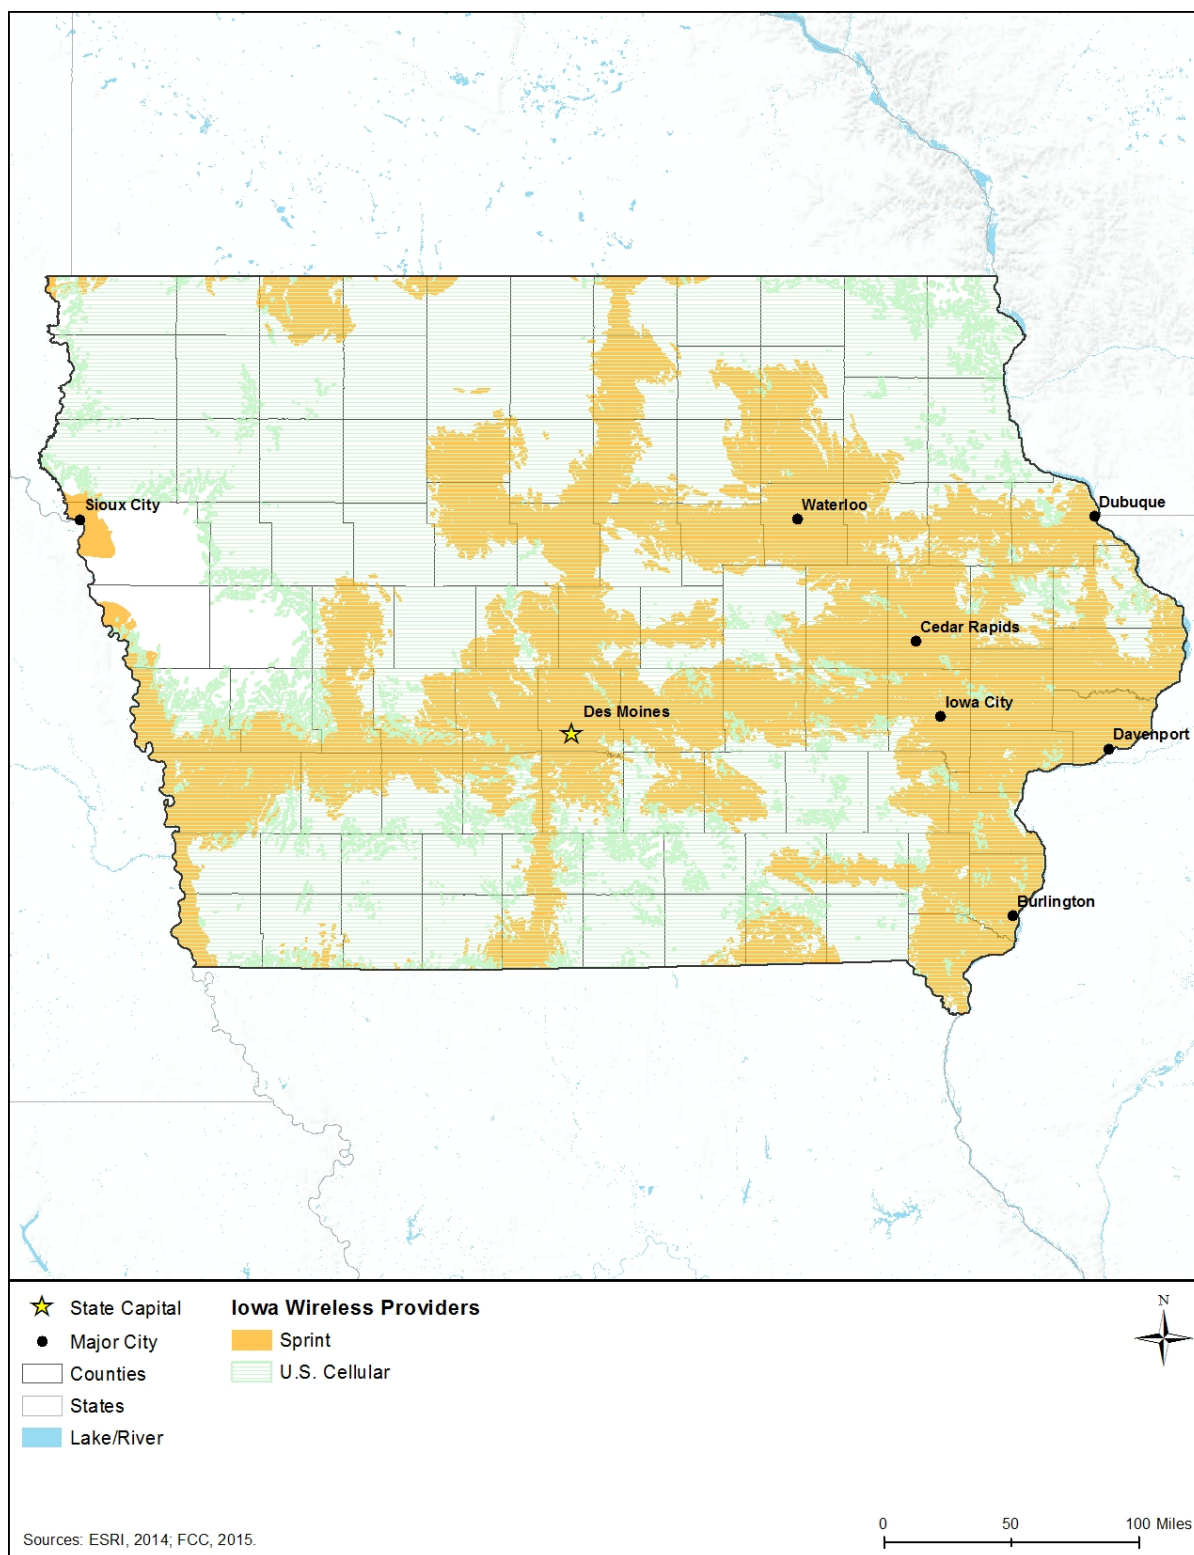 Sioux City
Waterloo
Dubuque
Cedar Rapids
Iowa City
Des Moines
Davenport
Burlington
State Capital
Major City
Counties
States
Lake/River
Iowa Wireless Providers
Sprint
U.S. Cellular
N
Sources: ESRI, 2014; FCC, 2015.
0 50 100 Miles